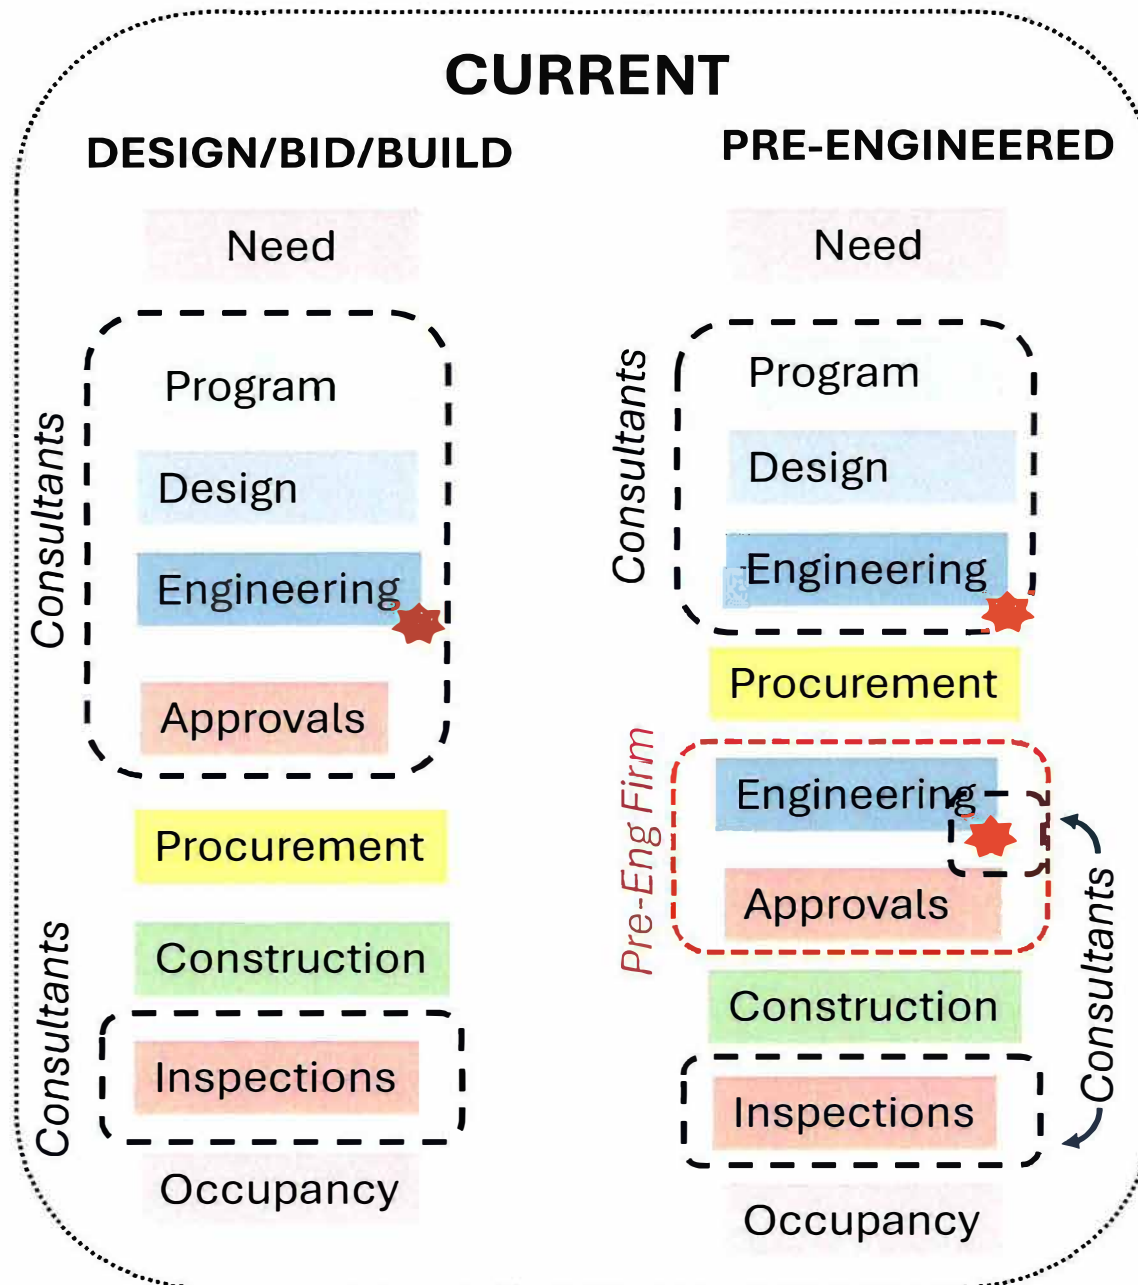 CURRENT
DESIGN/BID/BUILD
Need
Consultants
Program
Design
Engineering
Approvals
Procurement
Construction
Consultants
Inspections
Occupancy
PRE-ENGINEERED
Need
Consultants
Program
Design
Engineering
Procurement
Pre-Eng Firm
Engineering
Approvals
Consultants
Construction
Inspections
Occupancy